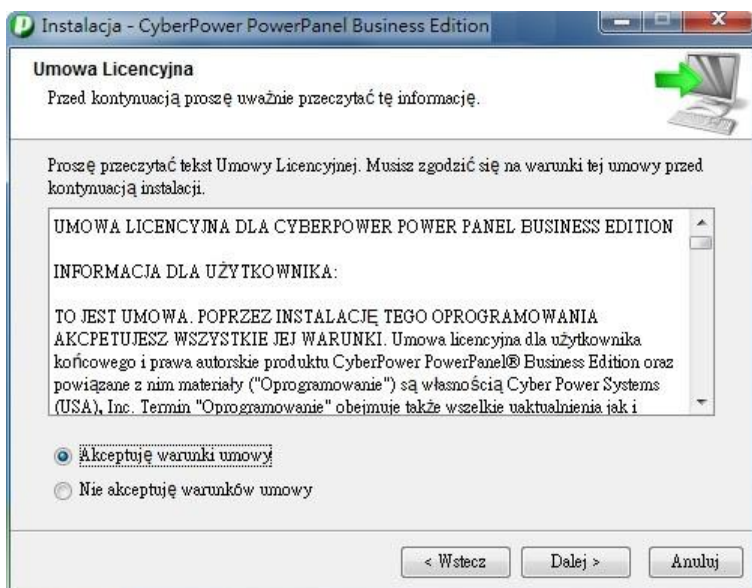 Instalacja - CyberPower PowerPanel Business Edition
Umowa Licencyjna
Przed kontynuacją proszę uważnie przeczytać tę informację.
Proszę przeczytać tekst Umowy Licencyjnej. Musisz zgodzić się na warunki tej umowy przed
kontynuacją instalacji.
UMOWA LICENCYJNA DLA CYBERPOWER POWER PANEL BUSINESS EDITION
INFORMACJA DLA UŻYTKOWNIKA:
TO JEST UMOWA. POPRZEZ INSTALACJĘ TEGO OPROGRAMOWANIA
AKCPETUJESZ WSZYSTKIE JEJ WARUNKI. Umowa licencyjna dla użytkownika
końcowego i prawa autorskie produktu CyberPower PowerPanel® Business Edition oraz
powiązane z nim materiały ("Oprogramowanie") są własnością Cyber Power Systems
(USA), Inc. Termin "Oprogramowanie" obejmuje także wszelkie uaktualnienia jak i
Akceptuję warunki umowy
Nie akceptuję warunków umowy
< Wstecz
Dalej >
Anuluj